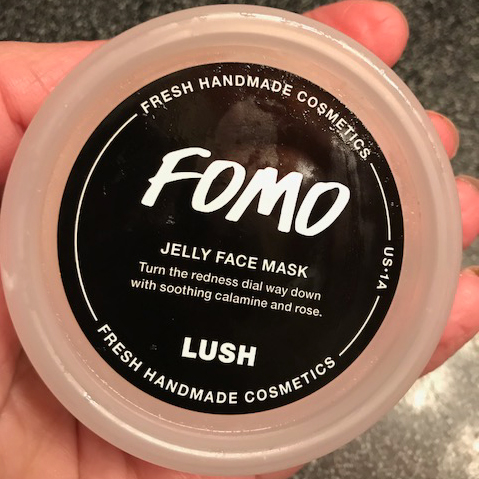 FRESH HANDMADE COSMETICS
FOMO
JELLY FACE MASK
Turn the redness dial way down
with soothing calamine and rose.
US•1A
LUSH
FRESH HANDMADE COSMETICS